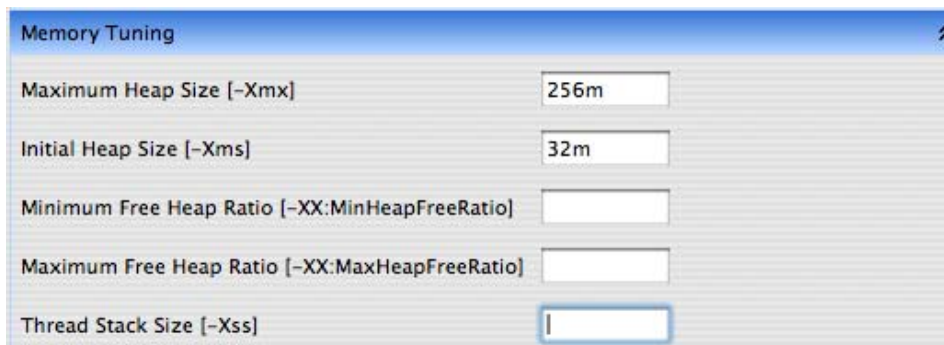 Memory Tuning
Maximum Heap Size [-Xmx] 256m
Initial Heap Size [-Xms] 32m
Minimum Free Heap Ratio [-XX:MinHeapFreeRatio]
Maximum Free Heap Ratio [-XX:MaxHeapFreeRatio]
Thread Stack Size [-Xss]